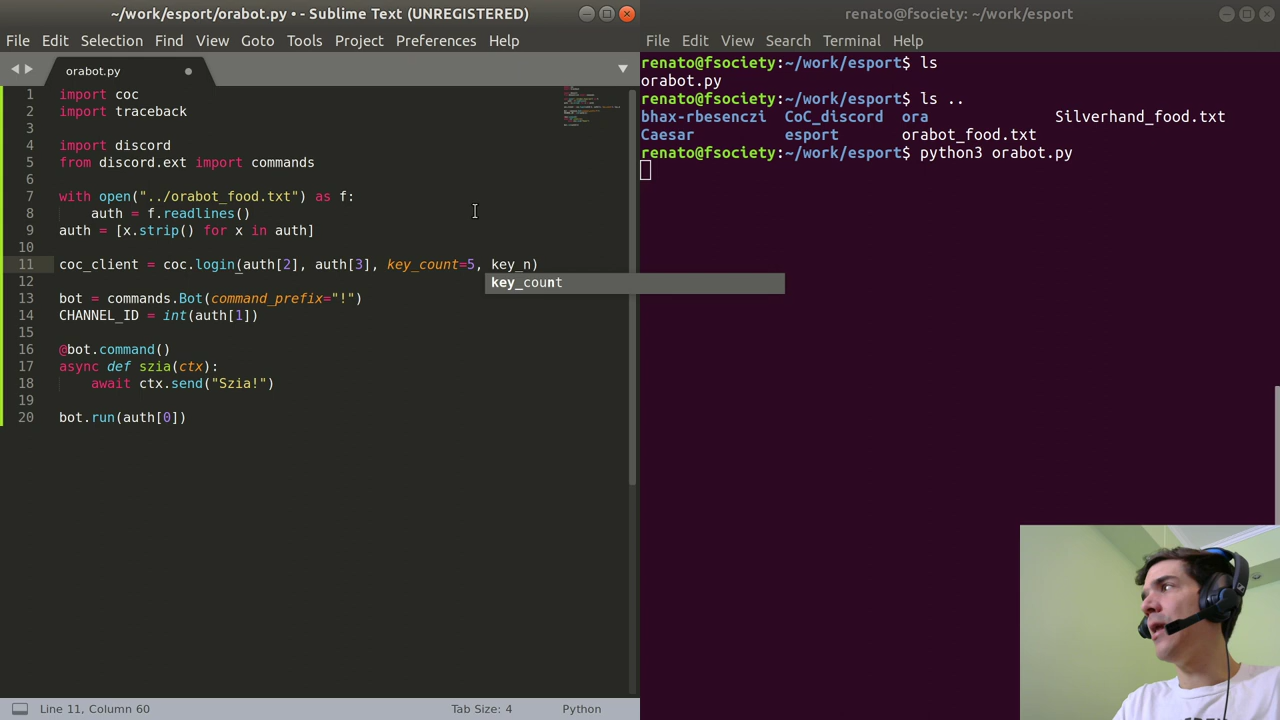 ~/work/esport/orabot.py • - Sublime Text (UNREGISTERED)
File Edit Selection Find View Goto Tools Project Preferences Help
orabot.py
1 import coc
2 import traceback
3
4 import discord
5 from discord.ext import commands
6
7 with open("../orabot_food.txt") as f:
8     auth = f.readlines()
9 auth = [x.strip() for x in auth]
10
11 coc_client = coc.login(auth[2], auth[3], key_count=5, key_n)
key_count
12
13 bot = commands.Bot(command_prefix="!")
14 CHANNEL_ID = int(auth[1])
15
16 @bot.command()
17 async def szia(ctx):
18     await ctx.send("Szia!")
19
20 bot.run(auth[0])
Line 11, Column 60 Tab Size: 4 Python
renato@fsociety: ~/work/esport
File Edit View Search Terminal Help
renato@fsociety:~/work/esport$ ls
orabot.py
renato@fsociety:~/work/esport$ ls ..
bhax-rbesenczi CoC_discord ora Silverhand_food.txt
Caesar esport orabot_food.txt
renato@fsociety:~/work/esport$ python3 orabot.py